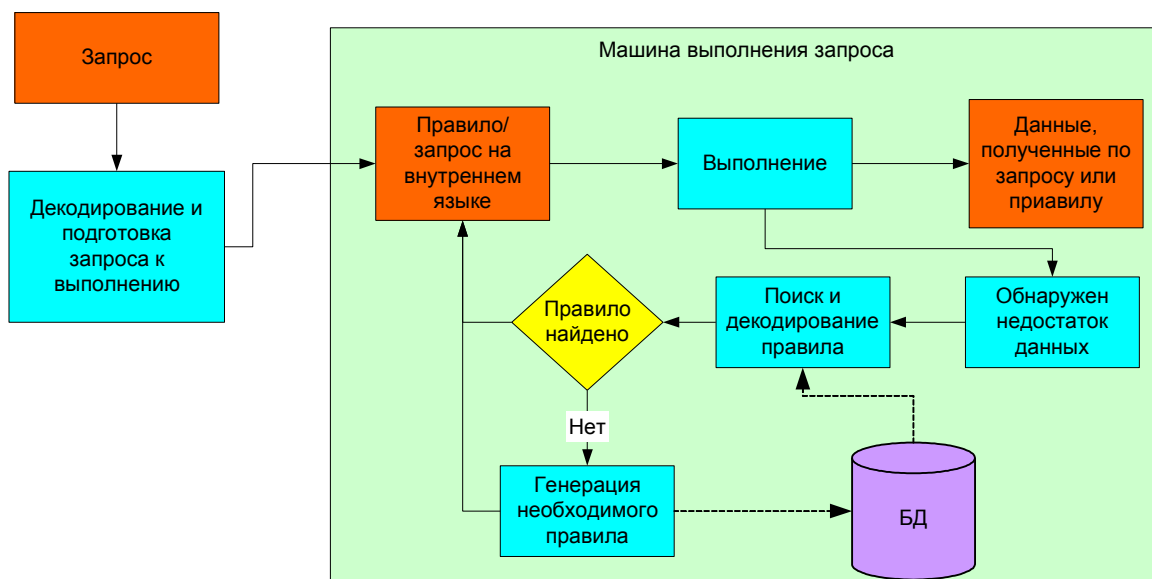 Запрос
Машина выполнения запроса
Декодирование и
подготовка
запроса к
выполнению
Правило/
запрос на
внутреннем
языке
Выполнение
Данные,
полученные по
запросу или
приавилу
Правило
найдено
Поиск и
декодирование
правила
Обнаружен
недостаток
данных
Нет
Генерация
необходимого
правила
БД